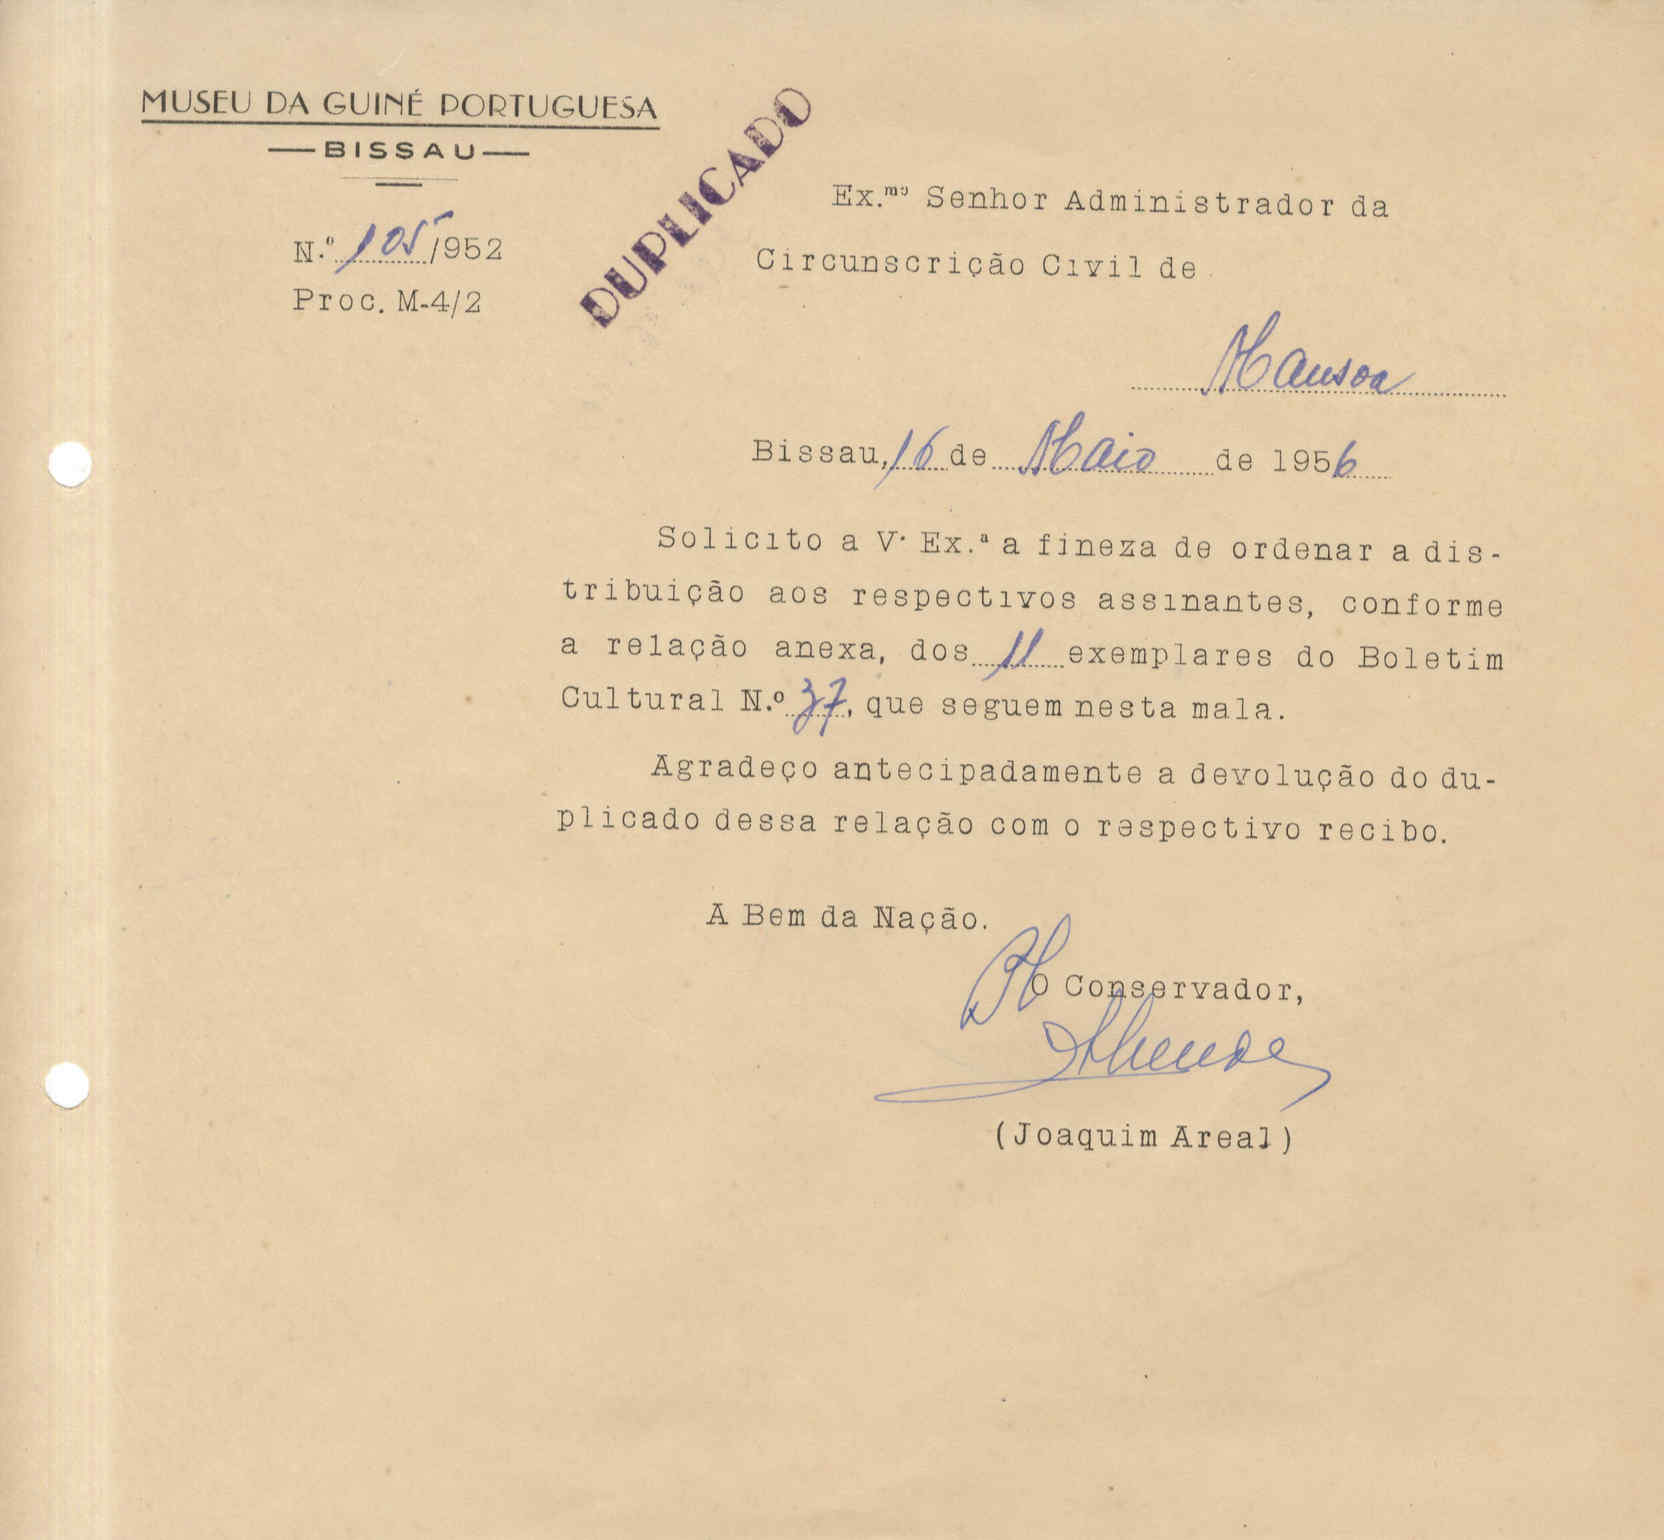 MUSEU DA GUINÉ PORTUGUESA
BISSAU
DUPLICADO
N.º 105/952
Proc. M-4/2
Ex.mo Senhor Administrador da
Circunscrição Civil de
Mansoa
Bissau, 16 de Maio de 1956
Solicito a V. Ex.ª a fineza de ordenar a dis-
tribuição aos respectivos assinantes, conforme
a relação anexa, dos 11 exemplares do Boletim
Cultural N.º 37, que seguem nesta mala.
Agradeço antecipadamente a devolução do du-
plicado dessa relação com o respectivo recibo.
A Bem da Nação.
O Conservador,
(Joaquim Areal)